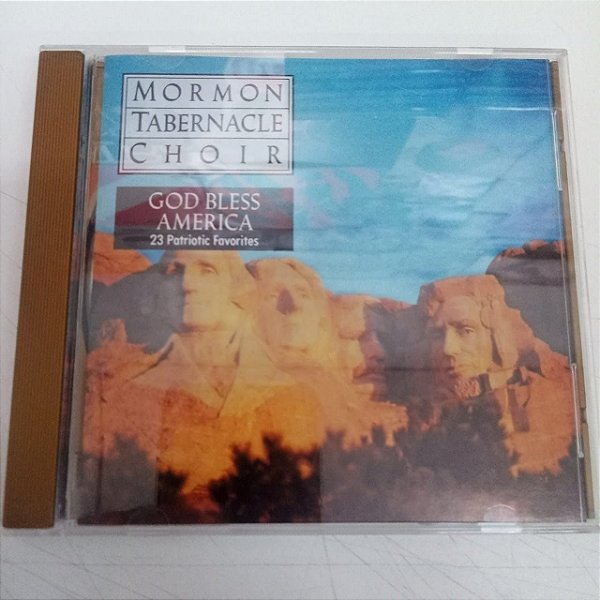 MORMON
TABERNACLE
CHOIR
GOD BLESS
AMERICA
23 Patriotic Favorites